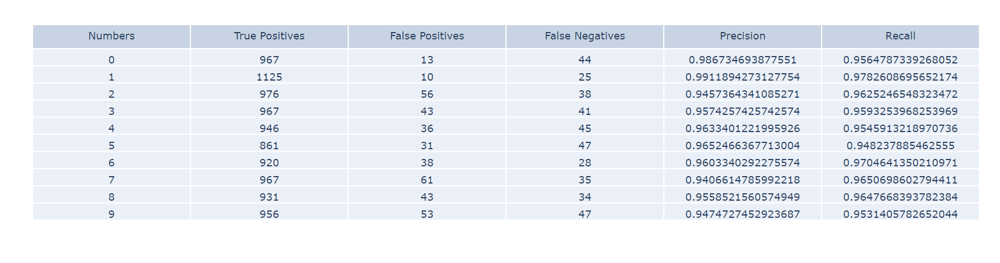 Numbers True Positives False Positives False Negatives Precision Recall
0 967 13 44 0.986734693877551 0.9564787339268052
1 1125 10 25 0.9911894273127754 0.9782608695652174
2 976 56 38 0.9457364341085271 0.9625246548323472
3 967 43 41 0.9574257425742574 0.9593253968253969
4 946 36 45 0.9633401221995926 0.9545913218970736
5 861 31 47 0.9652466367713004 0.948237885462555
6 920 38 28 0.9603340292275574 0.9704641350210971
7 967 61 35 0.9406614785992218 0.9650698602794411
8 931 43 34 0.9558521560574949 0.9647668393782384
9 956 53 47 0.9474727452923687 0.9531405782652044